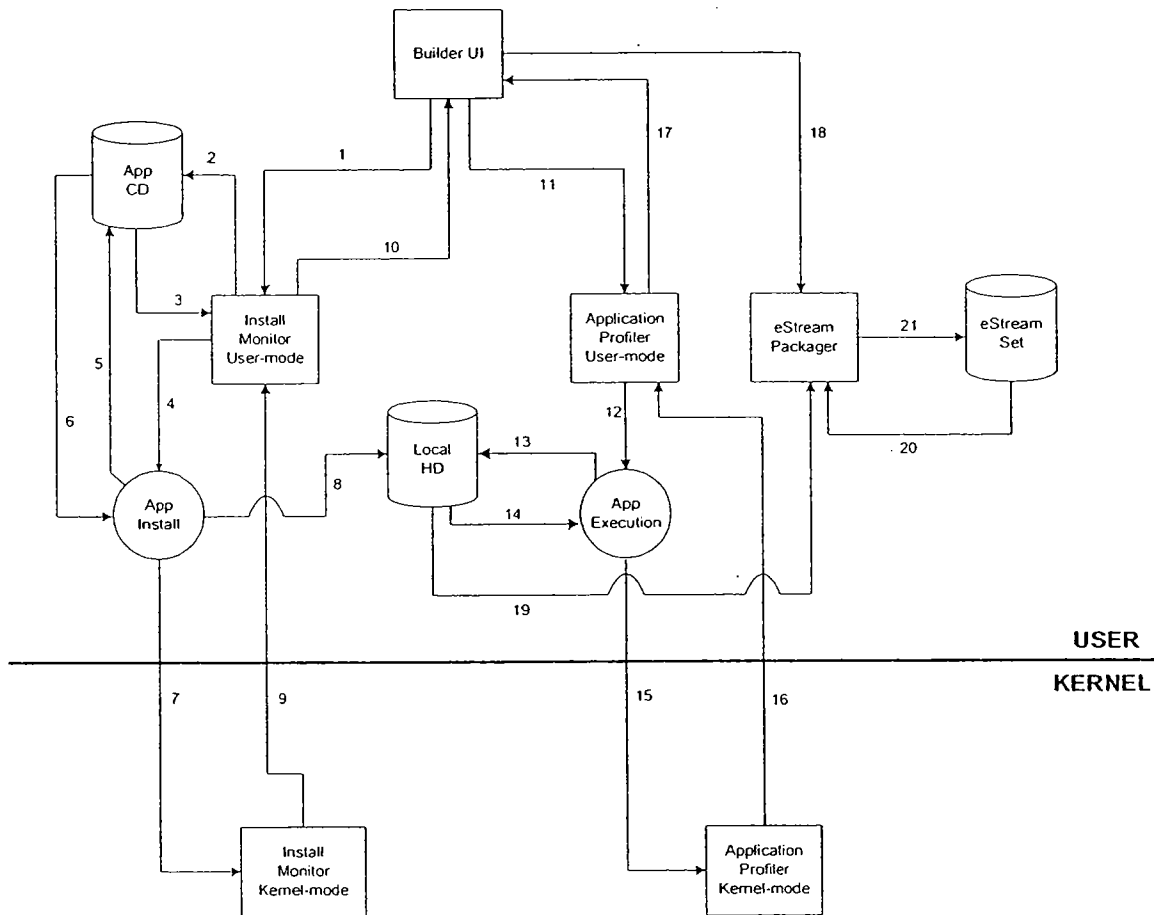 Builder UI
17
18
App
CD
2
1
11
10
3
Install
Monitor
User-mode
Application
Profiler
User-mode
eStream
Packager
21
eStream
Set
5
4
6
12
20
Local
HD
13
8
App
Install
14
App
Execution
19
USER
KERNEL
7
9
15
16
Install
Monitor
Kernel-mode
Application
Profiler
Kernel-mode